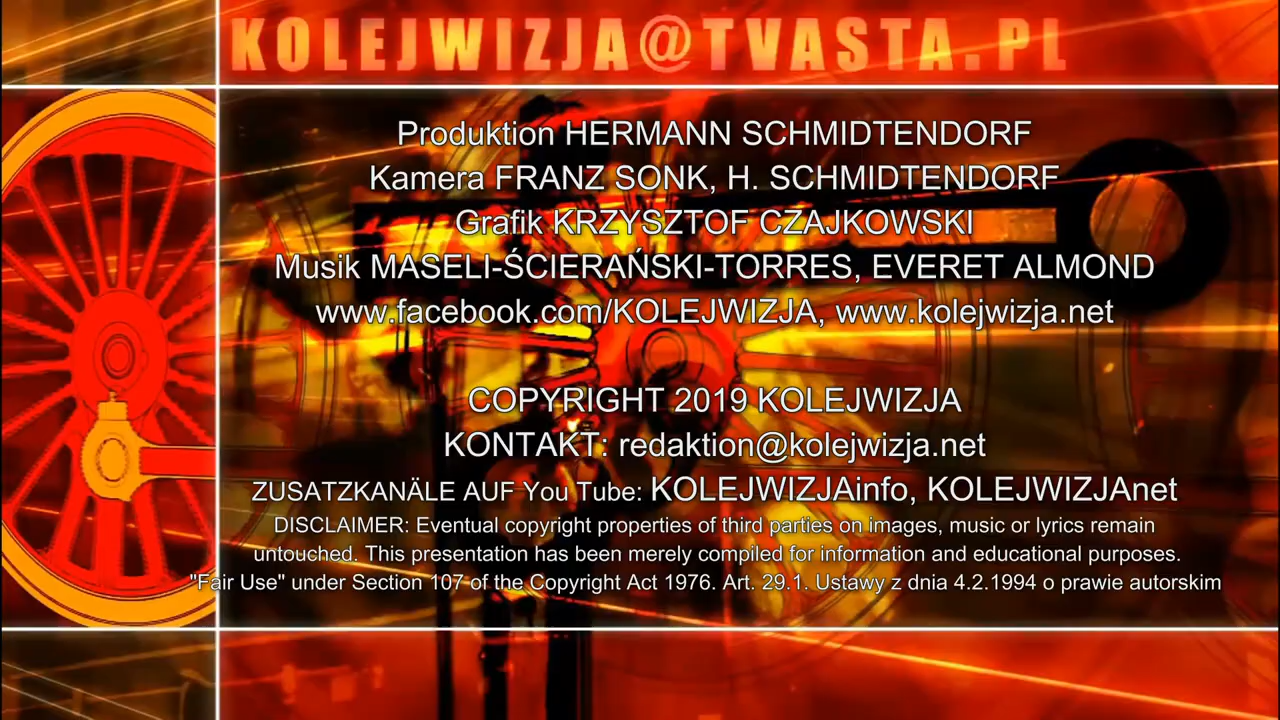 KOLEJWIZJA@TVASTA.PL
Produktion HERMANN SCHMIDTENDORF
Kamera FRANZ SONK, H. SCHMIDTENDORF
Grafik KRZYSZTOF CZAJKOWSKI
Musik MASELI-ŚCIERAŃSKI-TORRES, EVERET ALMOND
www.facebook.com/KOLEJWIZJA, www.kolejwizja.net
COPYRIGHT 2019 KOLEJWIZJA
KONTAKT: redaktion@kolejwizja.net
ZUSATZKANÄLE AUF You Tube: KOLEJWIZJAinfo, KOLEJWIZJAnet
DISCLAIMER: Eventual copyright properties of third parties on images, music or lyrics remain
untouched. This presentation has been merely compiled for information and educational purposes.
"Fair Use" under Section 107 of the Copyright Act 1976. Art. 29.1. Ustawy z dnia 4.2.1994 o prawie autorskim